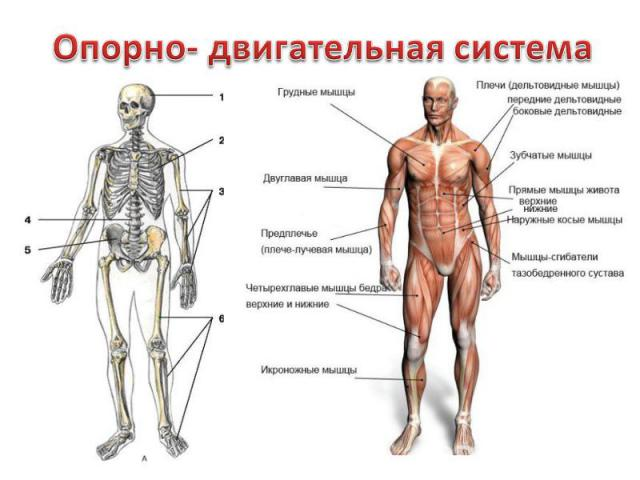 Опорно- двигательная система
1
2
3
4
5
6
А
Грудные мышцы
Двуглавая мышца
Предплечье
(плече-лучевая мышца)
Четырехглавые мышцы бедра
верхние и нижние
Икроножные мышцы
Плечи (дельтовидные мышцы)
передние дельтовидные
боковые дельтовидные
Зубчатые мышцы
Прямые мышцы живота
верхние
нижние
Наружные косые мышцы
Мышцы-сгибатели
тазобедренного сустава